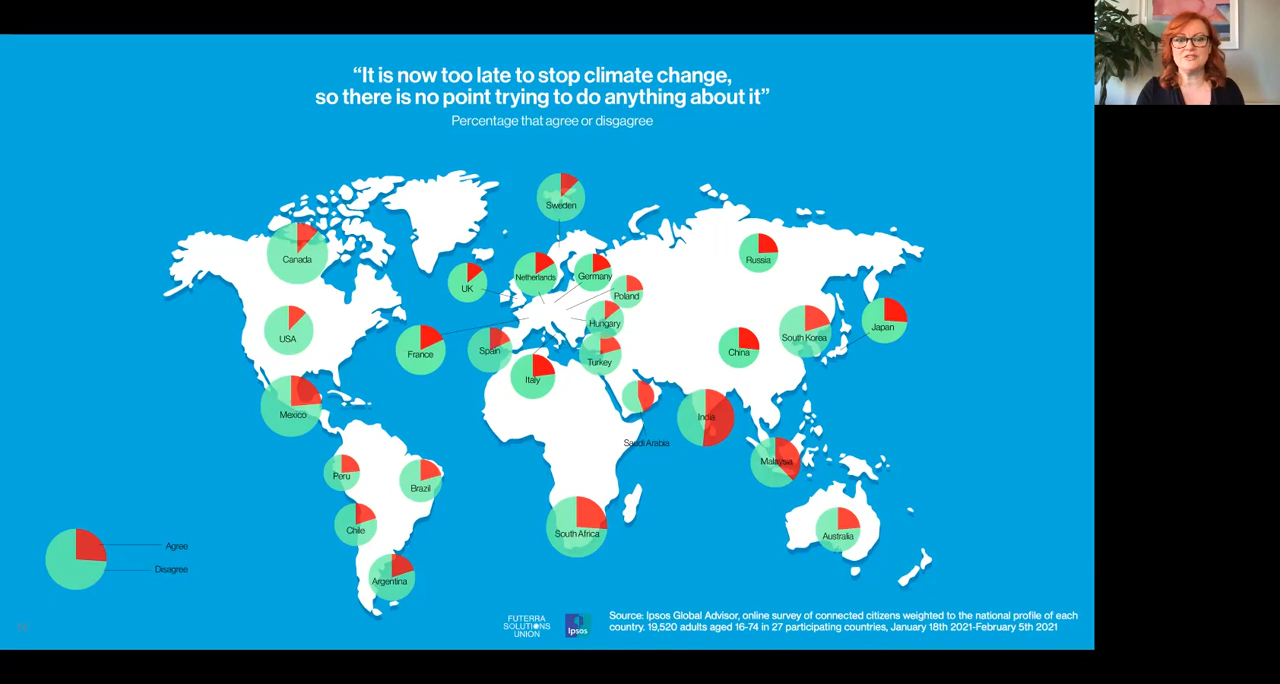 “It is now too late to stop climate change,
so there is no point trying to do anything about it”
Percentage that agree or disgagree
Sweden
Canada
Russia
Netherlands
Germany
UK
Poland
Hungary
USA
South Korea
Japan
France
Spain
Turkey
China
Italy
Mexico
India
Saudi Arabia
Malaysia
Peru
Brazil
Chile
South Africa
Australia
Agree
Disagree
Argentina
FUTERRA
SOLUTIONS
UNION
Ipsos
Source: Ipsos Global Advisor, online survey of connected citizens weighted to the national profile of each
country. 19,520 adults aged 16-74 in 27 participating countries, January 18th 2021-February 5th 2021